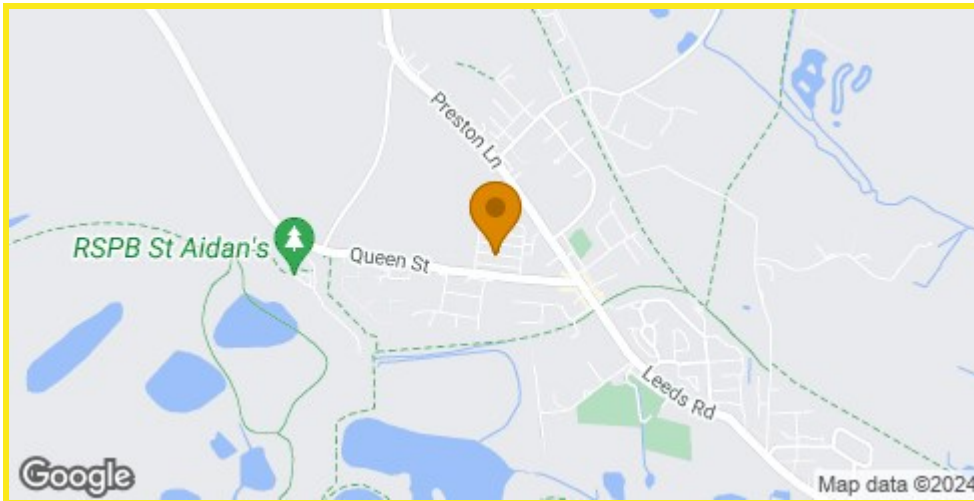 Preston Ln
RSPB St Aidan's
Queen St
Leeds Rd
Google
Map data ©2024